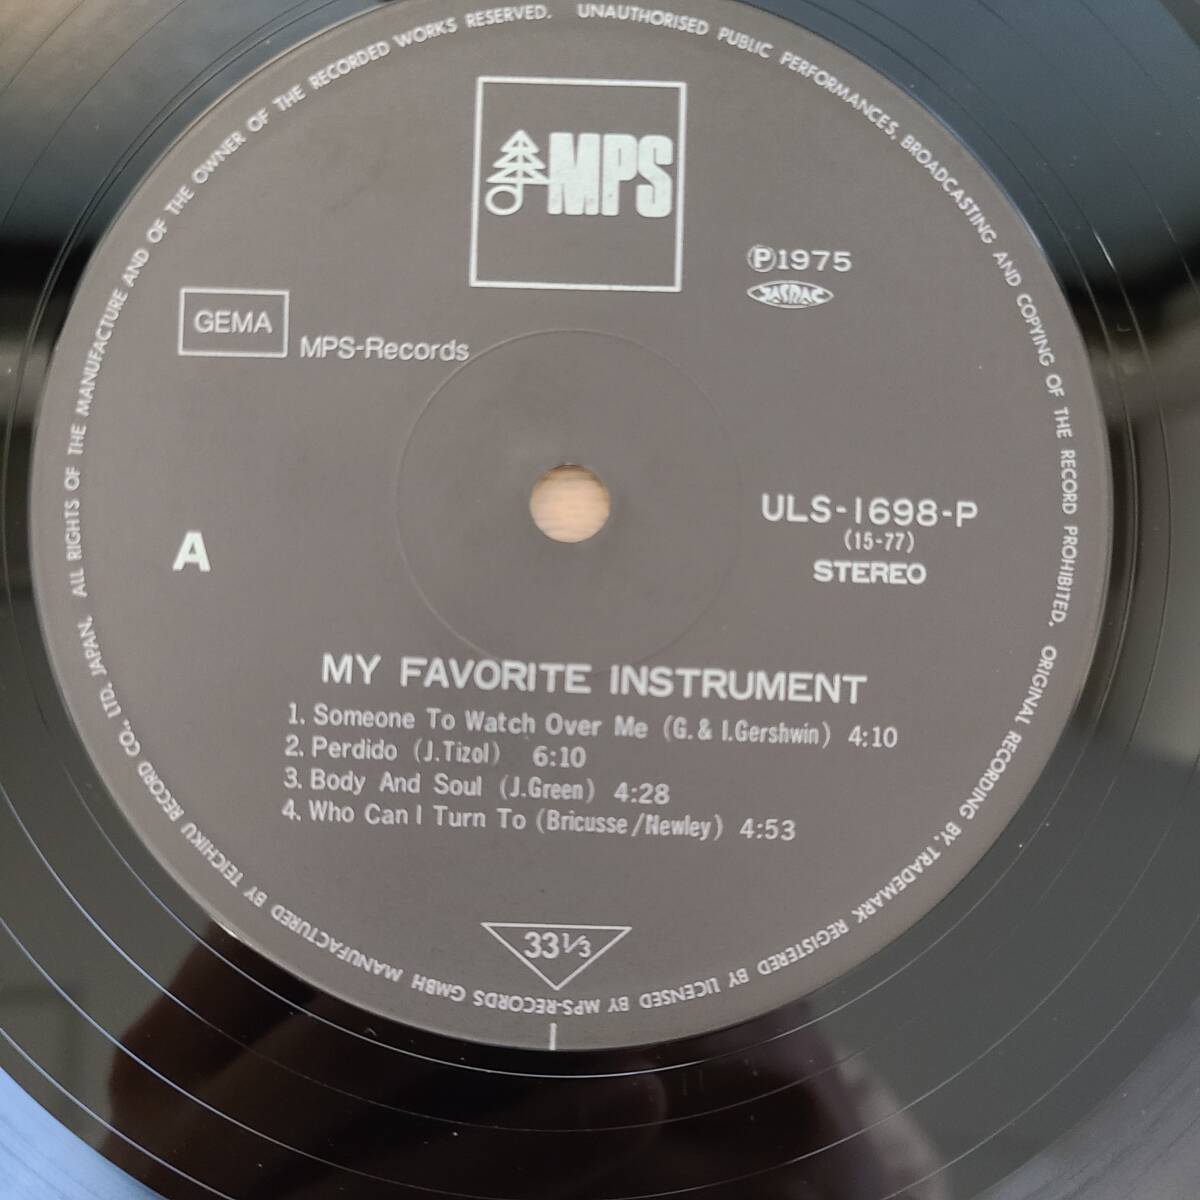 MPS
Ⓟ1975
JASRAC
GEMA
MPS-Records
A
ULS-1698-P
(15-77)
STEREO
MY FAVORITE INSTRUMENT
1. Someone To Watch Over Me (G. & I.Gershwin) 4:10
2. Perdido (J.Tizol) 6:10
3. Body And Soul (J.Green) 4:28
4. Who Can I Turn To (Bricusse/Newley) 4:53
33⅓
ALL RIGHTS OF THE MANUFACTURE AND OF THE OWNER OF THE RECORDED WORKS RESERVED. UNAUTHORISED PUBLIC PERFORMANCES, BROADCASTING AND COPYING OF THE RECORD PROHIBITED. ORIGINAL RECORDING BY. TRADEMARK REGISTERED BY LICENSED BY MPS-RECORDS GMBH MANUFACTURED BY TEICHIKU RECORD CO., LTD. JAPAN.